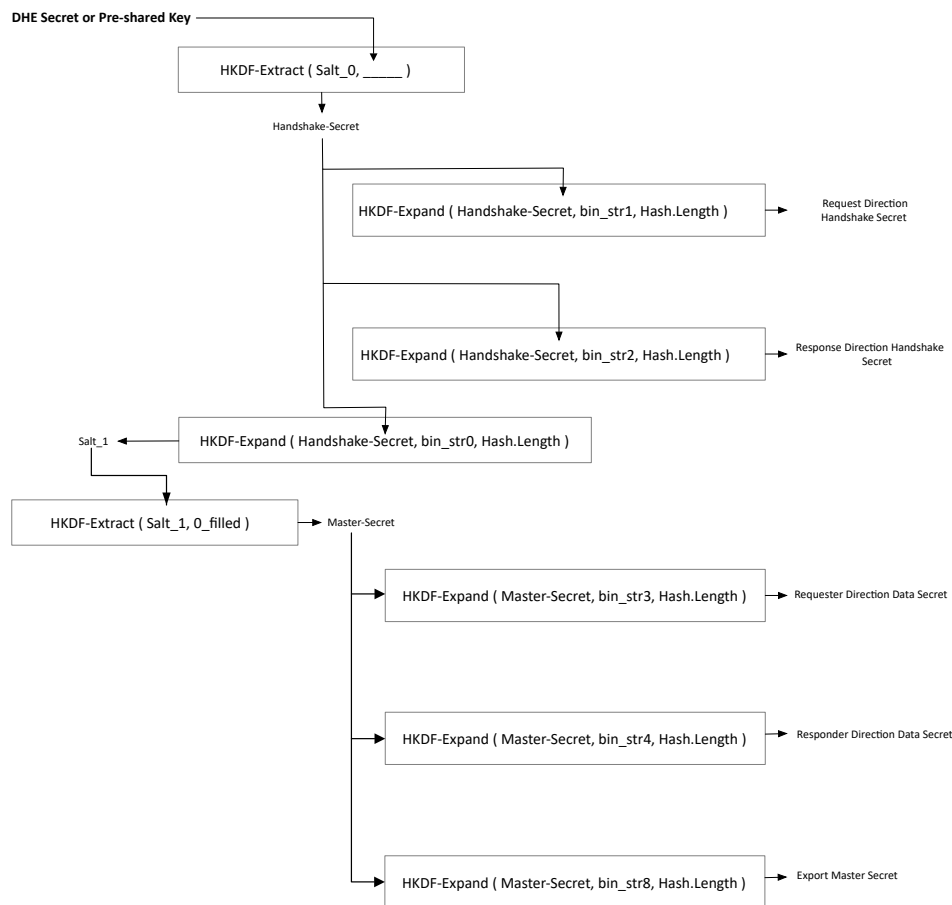 DHE Secret or Pre-shared Key
HKDF-Extract ( Salt_0, _____ )
Handshake-Secret
HKDF-Expand ( Handshake-Secret, bin_str1, Hash.Length )
Request Direction
Handshake Secret
HKDF-Expand ( Handshake-Secret, bin_str2, Hash.Length )
Response Direction Handshake
Secret
Salt_1
HKDF-Expand ( Handshake-Secret, bin_str0, Hash.Length )
HKDF-Extract ( Salt_1, 0_filled )
Master-Secret
HKDF-Expand ( Master-Secret, bin_str3, Hash.Length )
Requester Direction Data Secret
HKDF-Expand ( Master-Secret, bin_str4, Hash.Length )
Responder Direction Data Secret
HKDF-Expand ( Master-Secret, bin_str8, Hash.Length )
Export Master Secret